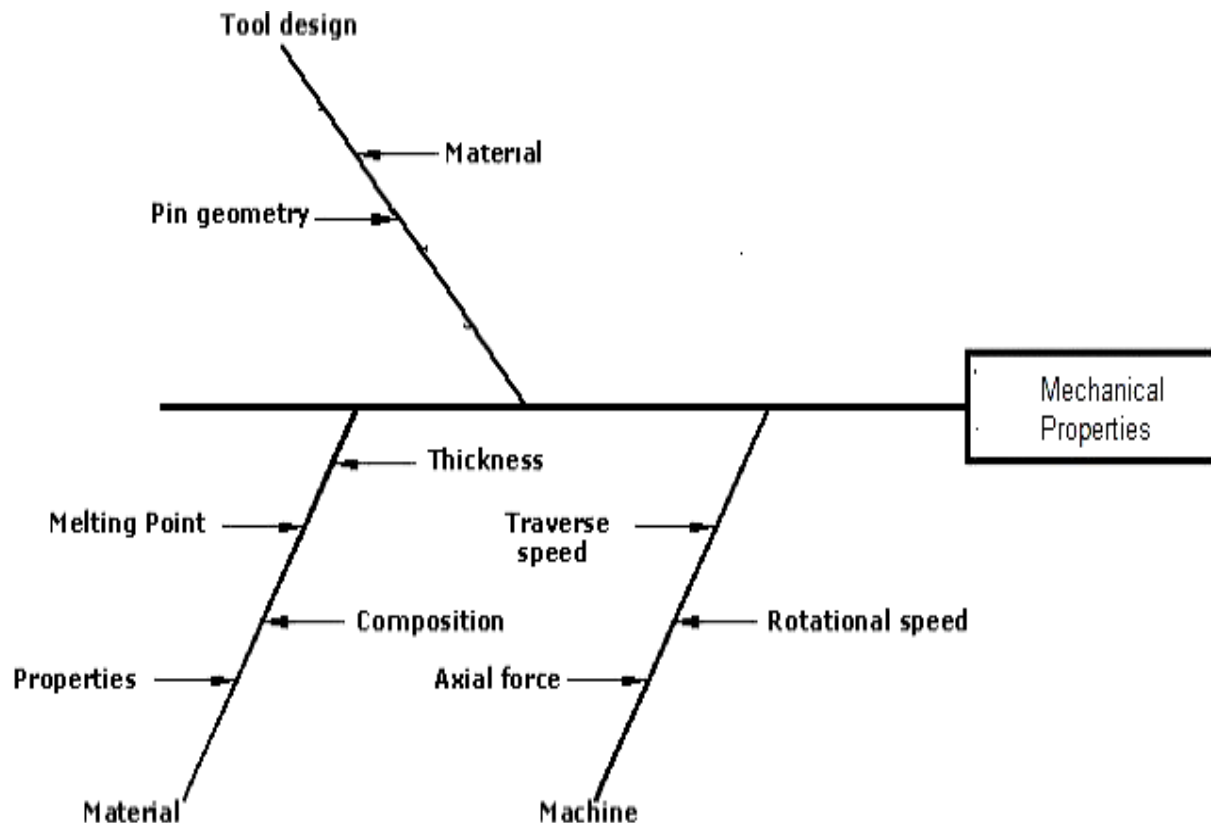 Tool design
Material
Pin geometry
Mechanical
Properties
Thickness
Melting Point
Traverse
speed
Composition
Rotational speed
Properties
Axial force
Material
Machine